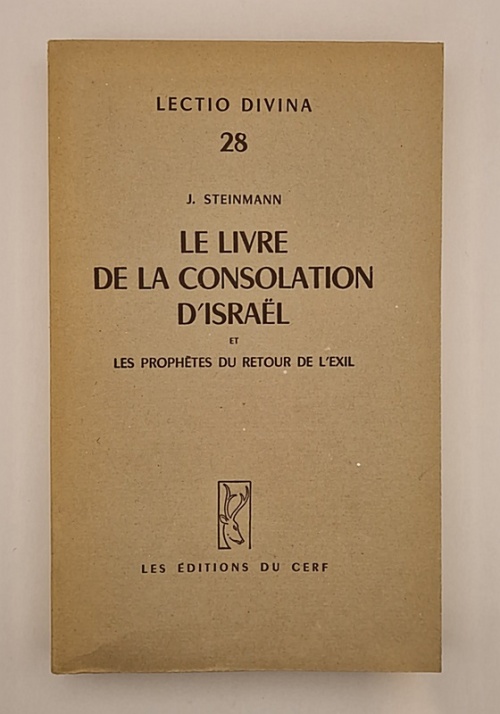 LECTIO DIVINA
28
J. STEINMANN
LE LIVRE
DE LA CONSOLATION
D'ISRAËL
ET
LES PROPHÈTES DU RETOUR DE L'EXIL
LES ÉDITIONS DU CERF